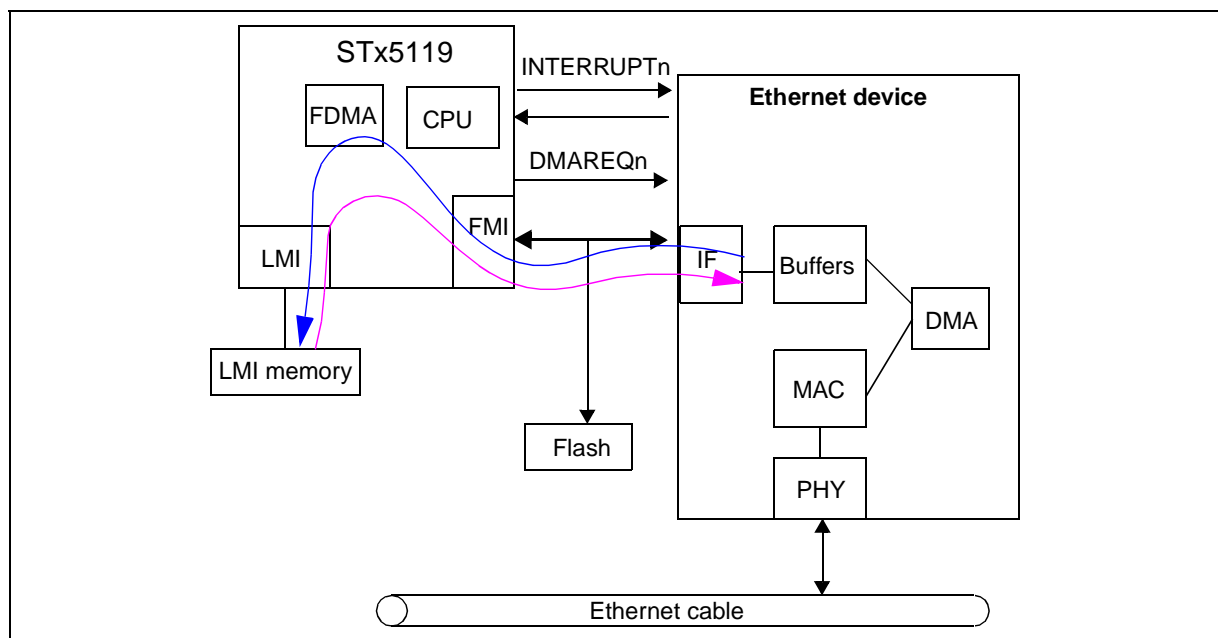 STx5119
INTERRUPTn
Ethernet device
FDMA
CPU
DMAREQn
FMI
LMI
IF
Buffers
DMA
LMI memory
MAC
Flash
PHY
Ethernet cable